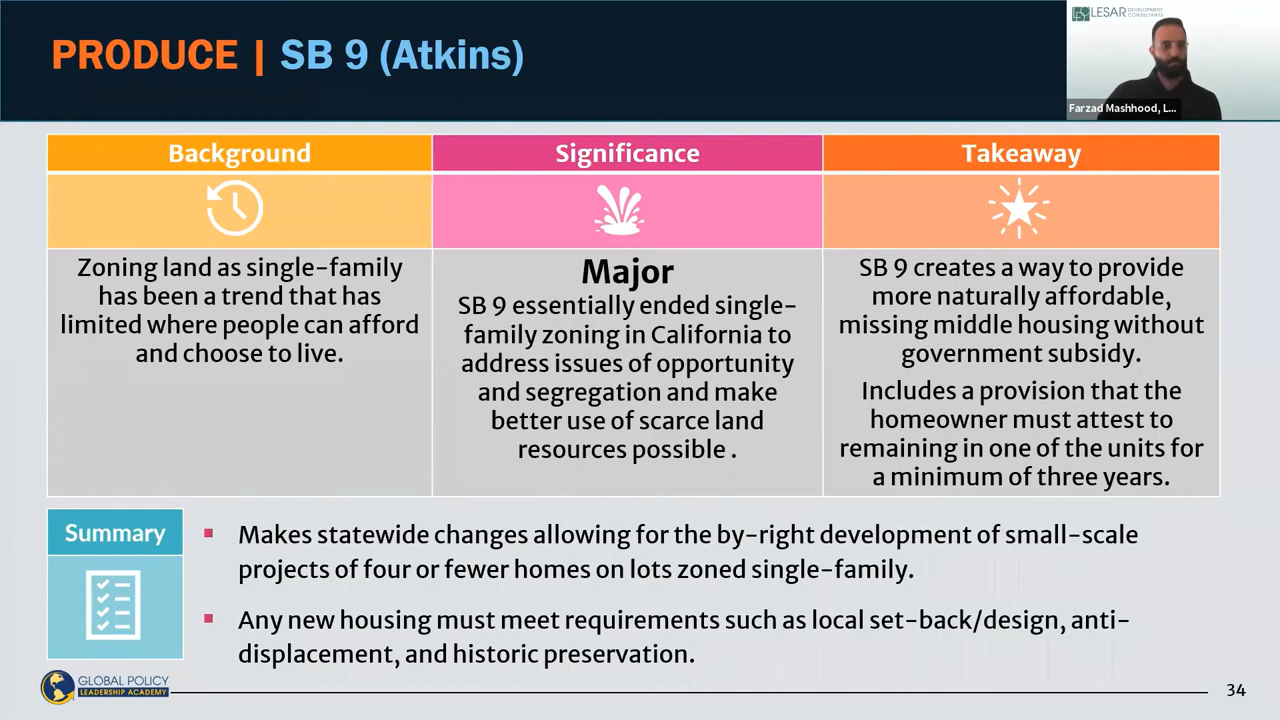 PRODUCE | SB 9 (Atkins)
LESAR DEVELOPMENT
CONSULTANTS
Farzad Mashhood, L...
Background
Significance
Takeaway
Zoning land as single-family
has been a trend that has
limited where people can afford
and choose to live.
Major
SB 9 essentially ended single-
family zoning in California to
address issues of opportunity
and segregation and make
better use of scarce land
resources possible .
SB 9 creates a way to provide
more naturally affordable,
missing middle housing without
government subsidy.
Includes a provision that the
homeowner must attest to
remaining in one of the units for
a minimum of three years.
Summary
▪ Makes statewide changes allowing for the by-right development of small-scale
projects of four or fewer homes on lots zoned single-family.
▪ Any new housing must meet requirements such as local set-back/design, anti-
displacement, and historic preservation.
GLOBAL POLICY
LEADERSHIP ACADEMY
34